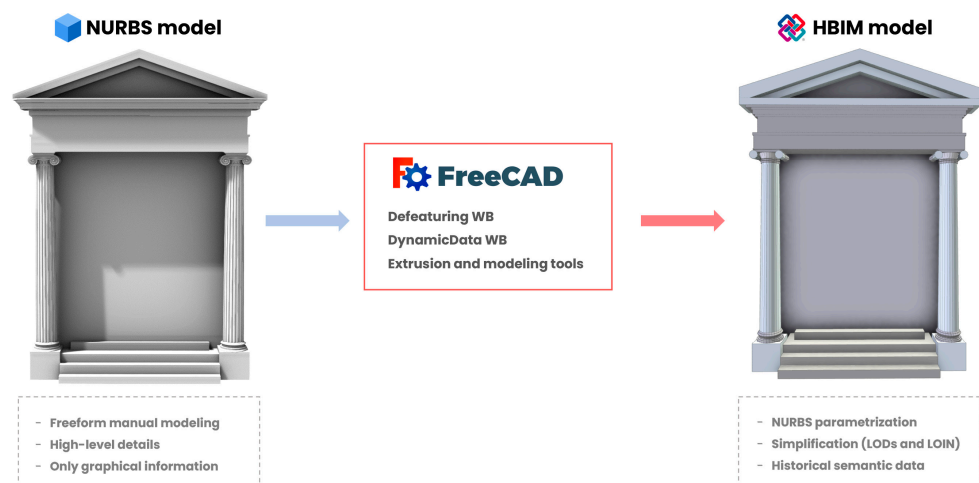 NURBS model
- Freeform manual modeling
- High-level details
- Only graphical information
FreeCAD
Defeaturing WB
DynamicData WB
Extrusion and modeling tools
HBIM model
- NURBS parametrization
- Simplification (LODs and LOIN)
- Historical semantic data